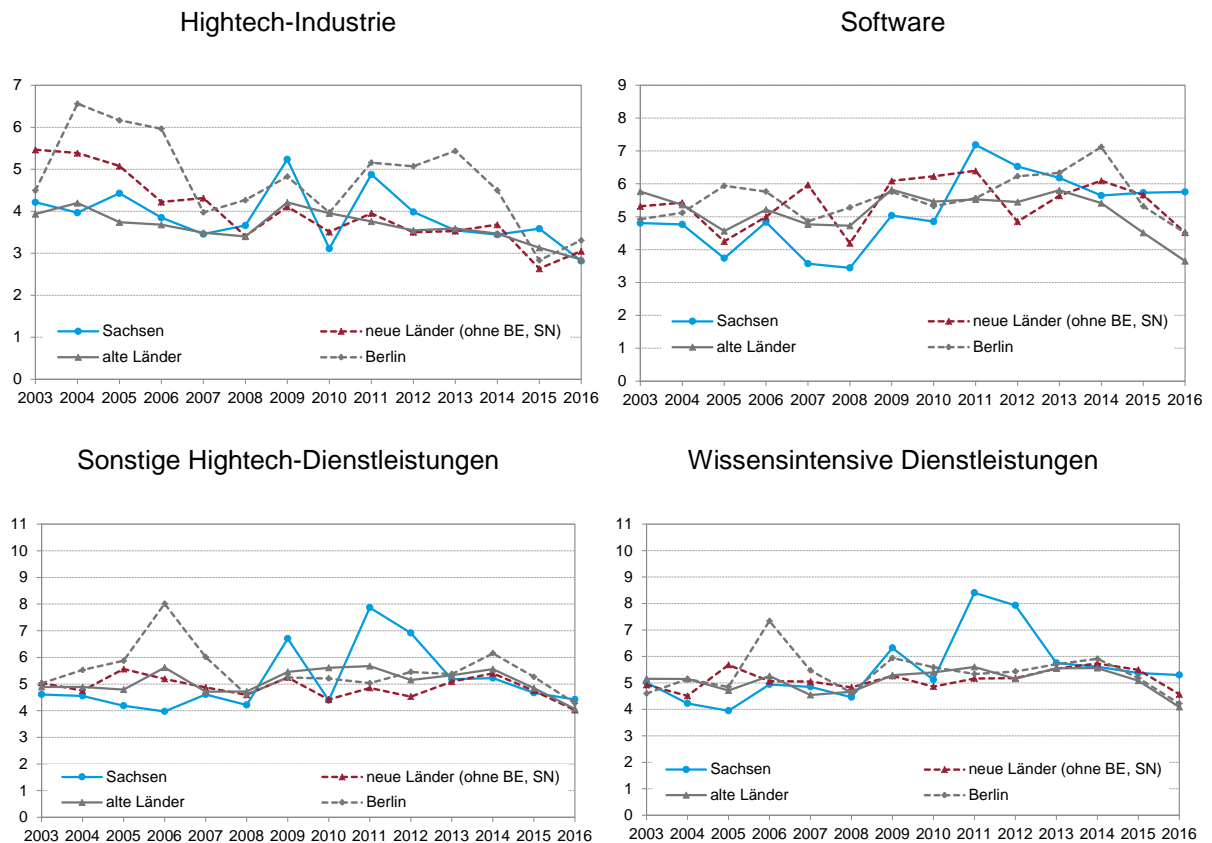 Hightech-Industrie
7
6
5
4
3
2
1
0
Sachsen
neue Länder (ohne BE, SN)
alte Länder
Berlin
2003 2004 2005 2006 2007 2008 2009 2010 2011 2012 2013 2014 2015 2016
Software
9
8
7
6
5
4
3
2
1
0
Sachsen
neue Länder (ohne BE, SN)
alte Länder
Berlin
2003 2004 2005 2006 2007 2008 2009 2010 2011 2012 2013 2014 2015 2016
Sonstige Hightech-Dienstleistungen
11
10
9
8
7
6
5
4
3
2
1
0
Sachsen
neue Länder (ohne BE, SN)
alte Länder
Berlin
2003 2004 2005 2006 2007 2008 2009 2010 2011 2012 2013 2014 2015 2016
Wissensintensive Dienstleistungen
11
10
9
8
7
6
5
4
3
2
1
0
Sachsen
neue Länder (ohne BE, SN)
alte Länder
Berlin
2003 2004 2005 2006 2007 2008 2009 2010 2011 2012 2013 2014 2015 2016